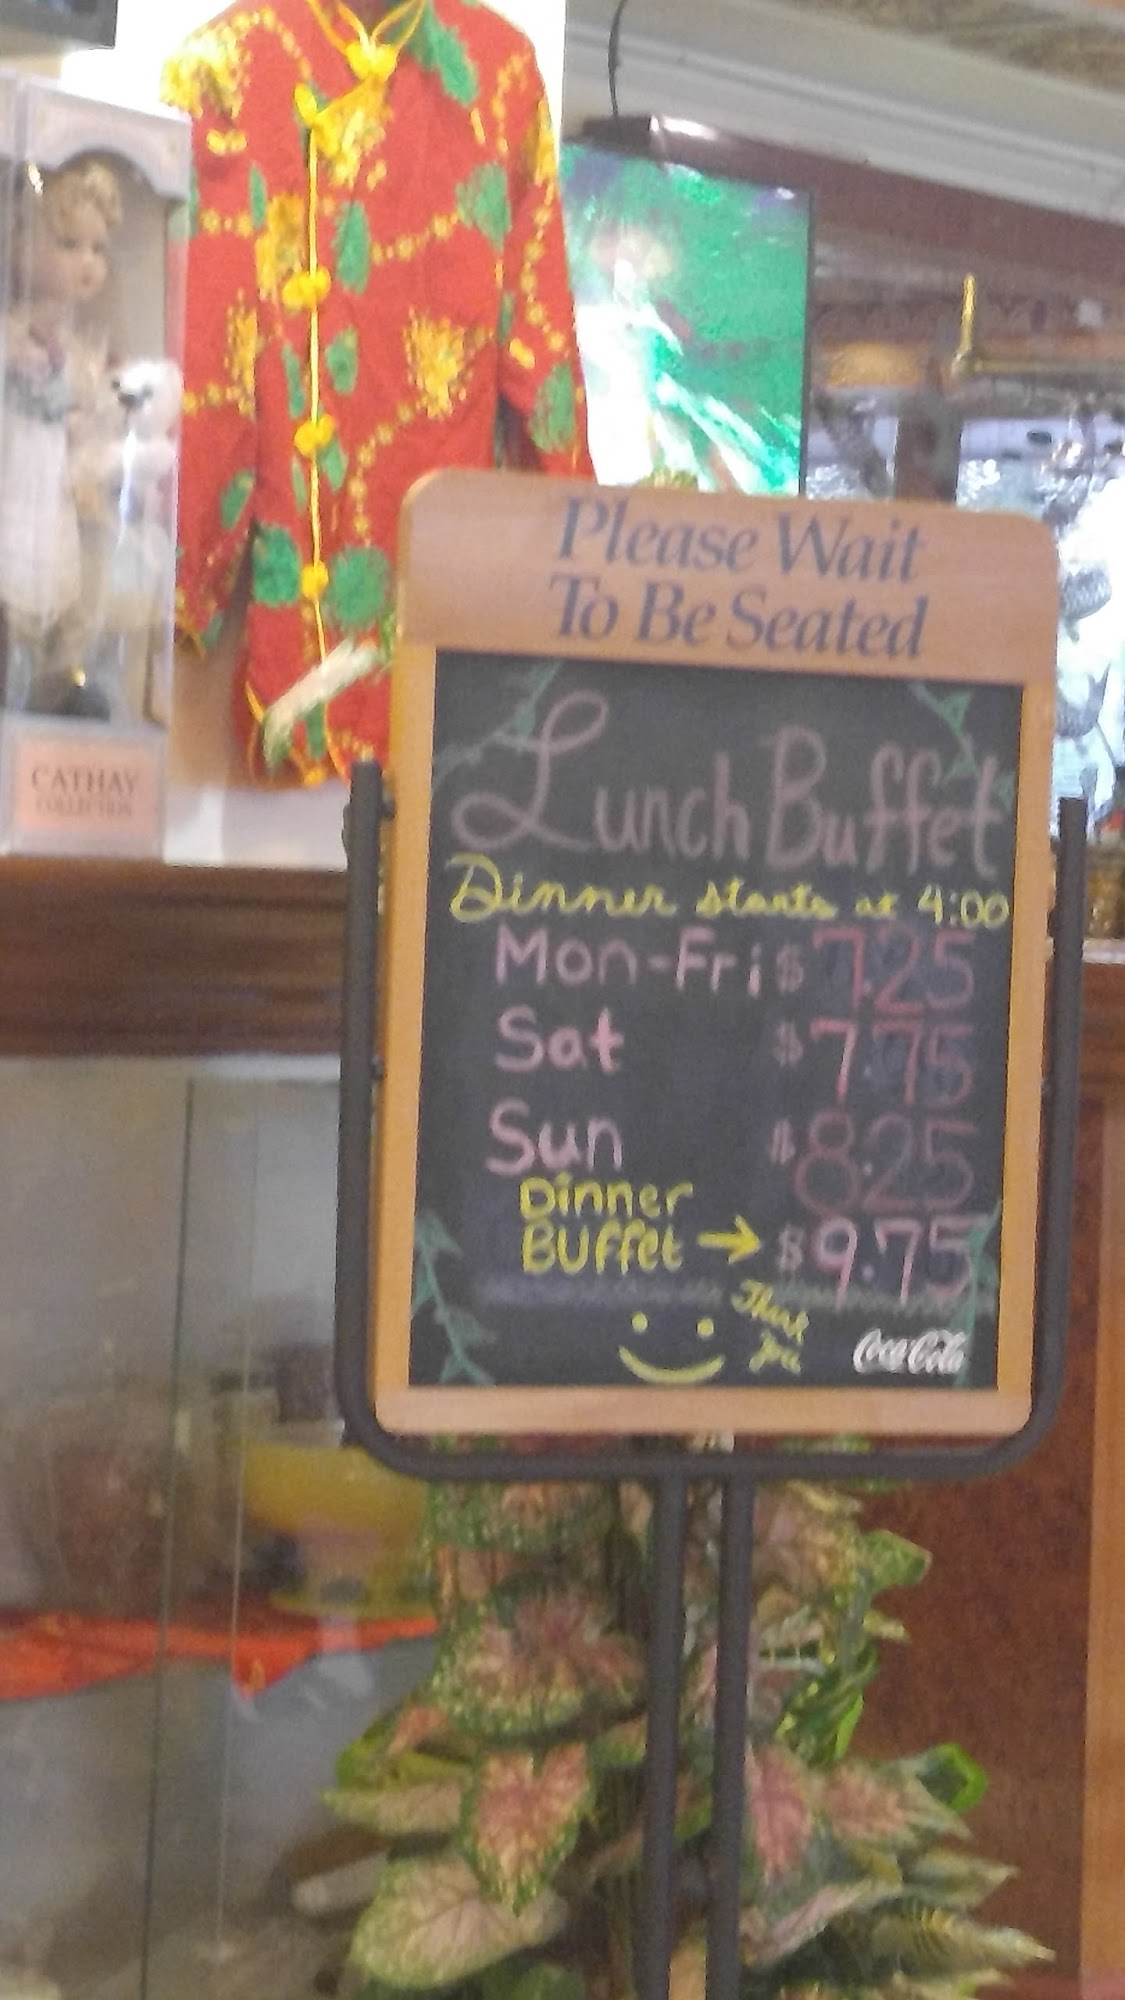 Please Wait
To Be Seated
Lunch Buffet
Dinner starts at 4:00
Mon-Fri $7.25
Sat $7.75
Sun $8.25
Dinner
BUffet → $9.75
Thank
you
Coca-Cola
CATHAY
COLLECTION